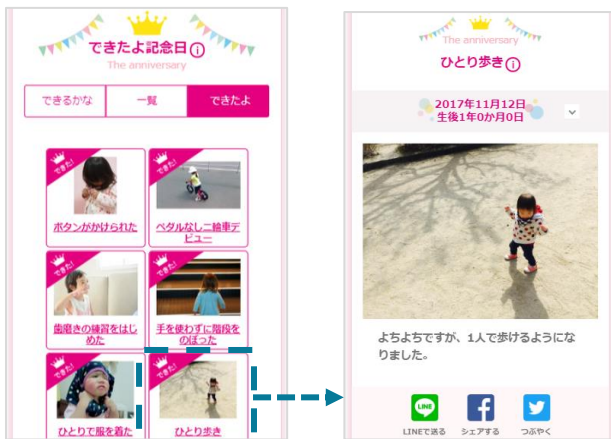 できたよ記念日i
The anniversary
できるかな 一覧 できたよ
できた! できた!
ボタンがかけられた
ペダルなし二輪車デ
ビュー
できた! できた!
歯磨きの練習をはじ
めた
手を使わずに階段を
のぼった
できた! できた!
ひとりで服を着た
ひとり歩き
The anniversary
ひとり歩きi
2017年11月12日
生後1年0か月0日
よちよちですが、1人で歩けるようにな
りました。
LINE f
LINEで送る シェアする つぶやく